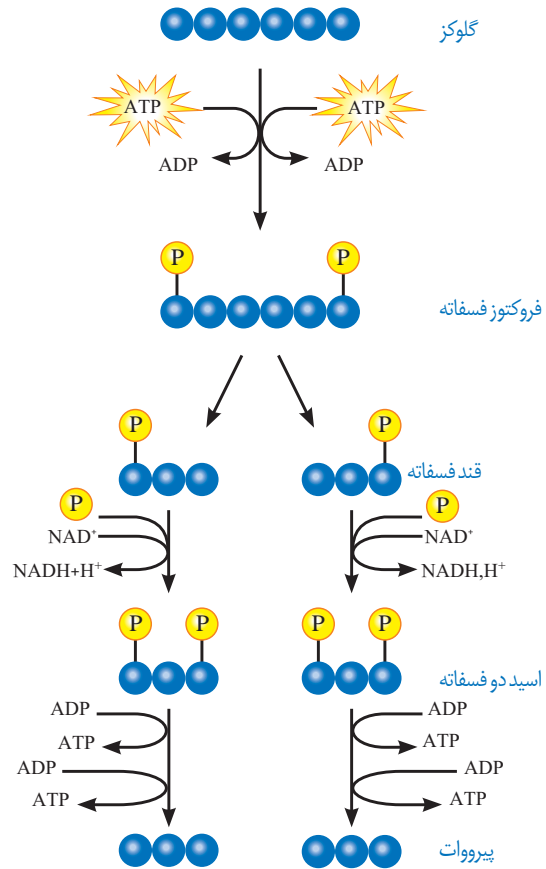 گلوکز
ATP ATP
ADP ADP
P P
فروکتوز فسفاته
P P
قند فسفاته
P P
NAD⁺ NAD⁺
NADH+H⁺ NADH,H⁺
P P P P
اسید دو فسفاته
ADP ADP
ATP ATP
ADP ADP
ATP ATP
پیرووات